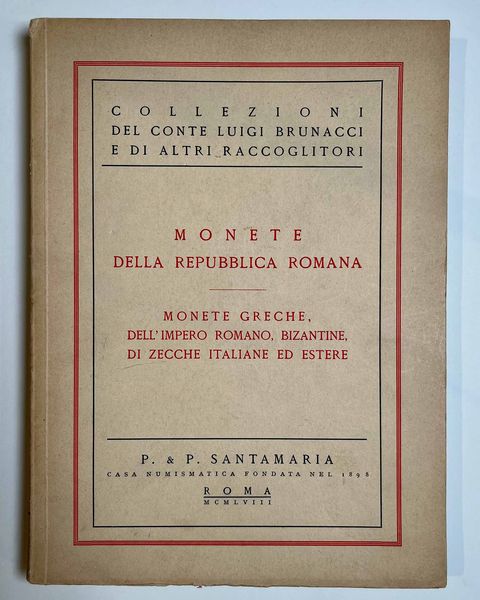 COLLEZIONI
DEL CONTE LUIGI BRUNACCI
E DI ALTRI RACCOGLITORI
MONETE
DELLA REPUBBLICA ROMANA
MONETE GRECHE,
DELL'IMPERO ROMANO, BIZANTINE,
DI ZECCHE ITALIANE ED ESTERE
P. & P. SANTAMARIA
CASA NUMISMATICA FONDATA NEL 1898
ROMA
MCMLVIII